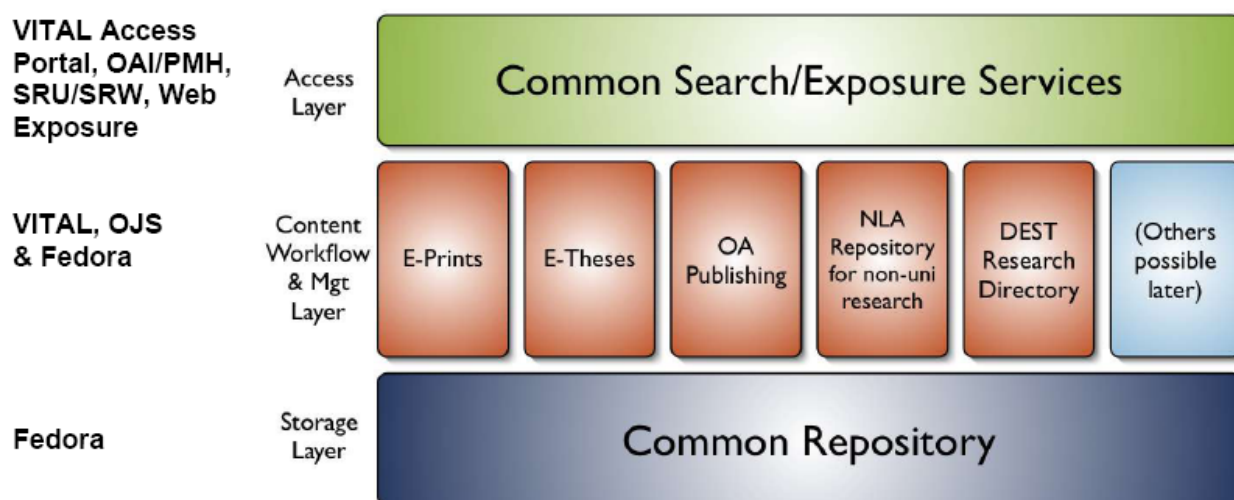 VITAL Access
Portal, OAI/PMH,
SRU/SRW, Web
Exposure
Access
Layer
Common Search/Exposure Services
VITAL, OJS
& Fedora
Content
Workflow
& Mgt
Layer
E-Prints
E-Theses
OA
Publishing
NLA
Repository
for non-uni
research
DEST
Research
Directory
(Others
possible
later)
Fedora
Storage
Layer
Common Repository